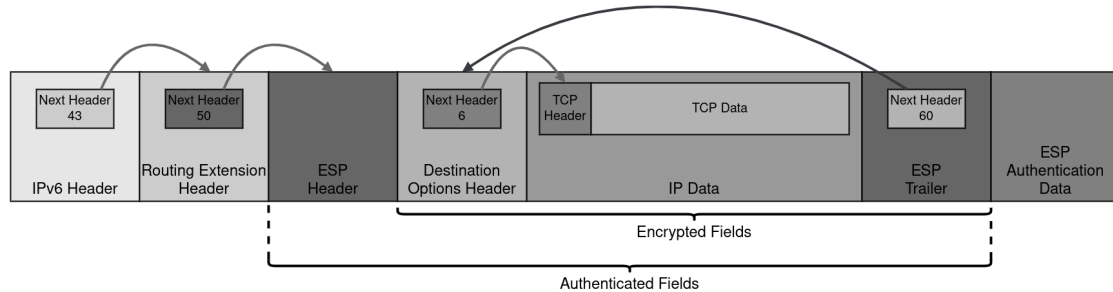 Next Header
43
IPv6 Header
Next Header
50
Routing Extension
Header
ESP
Header
Next Header
6
Destination
Options Header
TCP
Header
TCP Data
IP Data
Next Header
60
ESP
Trailer
ESP
Authentication
Data
Encrypted Fields
Authenticated Fields